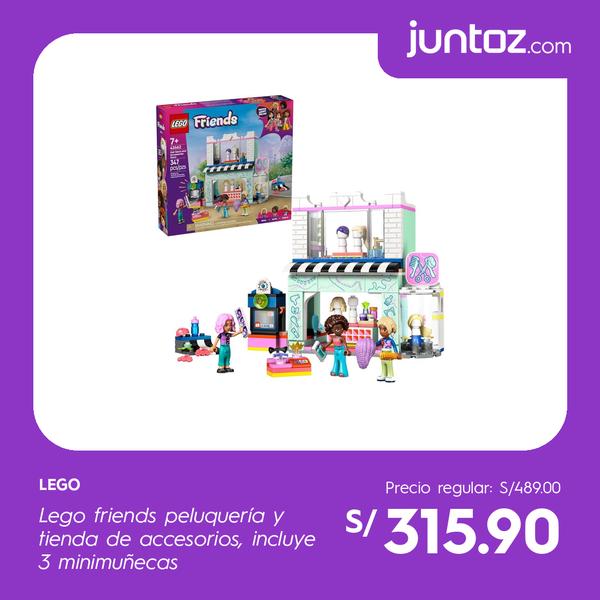 juntoz.com
LEGO
Friends
7+
347
LEGO
Lego friends peluquería y
tienda de accesorios, incluye
3 minimuñecas
Precio regular: S/489.00
S/ 315.90